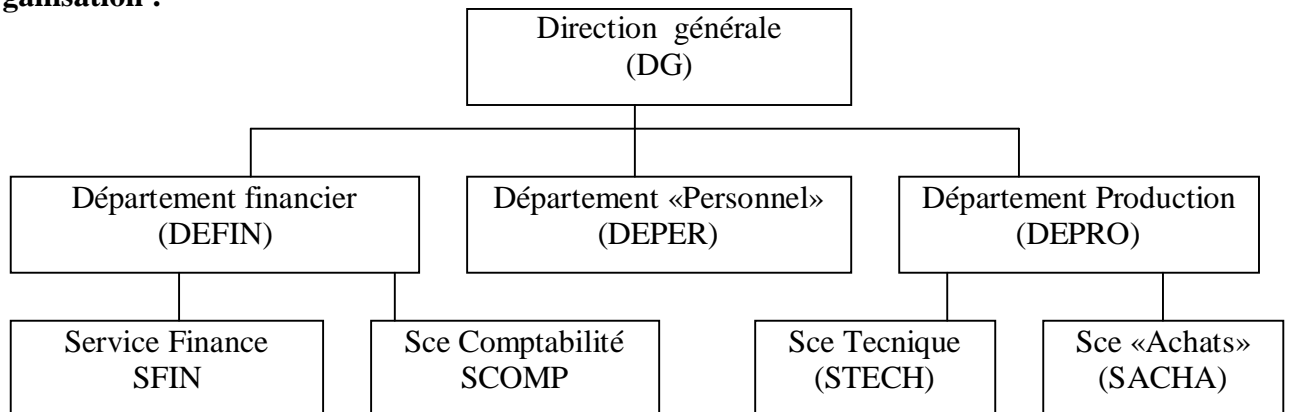 ganisation :
Direction générale
(DG)
Département financier
(DEFIN)
Département «Personnel»
(DEPER)
Département Production
(DEPRO)
Service Finance
SFIN
Sce Comptabilité
SCOMP
Sce Tecnique
(STECH)
Sce «Achats»
(SACHA)